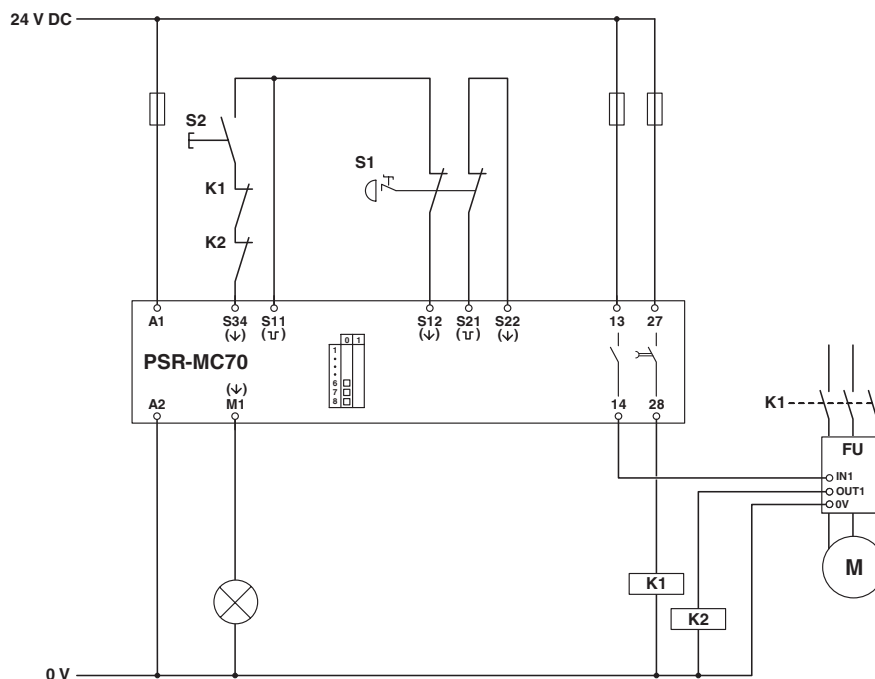 24 V DC
S2
S1
K1
K2
A1 S34 S11 S12 S21 S22 13 27
(↓) (↓) (↓)
0 1
PSR-MC70
1
6
7
8
(↓)
A2 M1 14 28
K1
FU
IN1
OUT1
0V
M
K1
K2
0 V